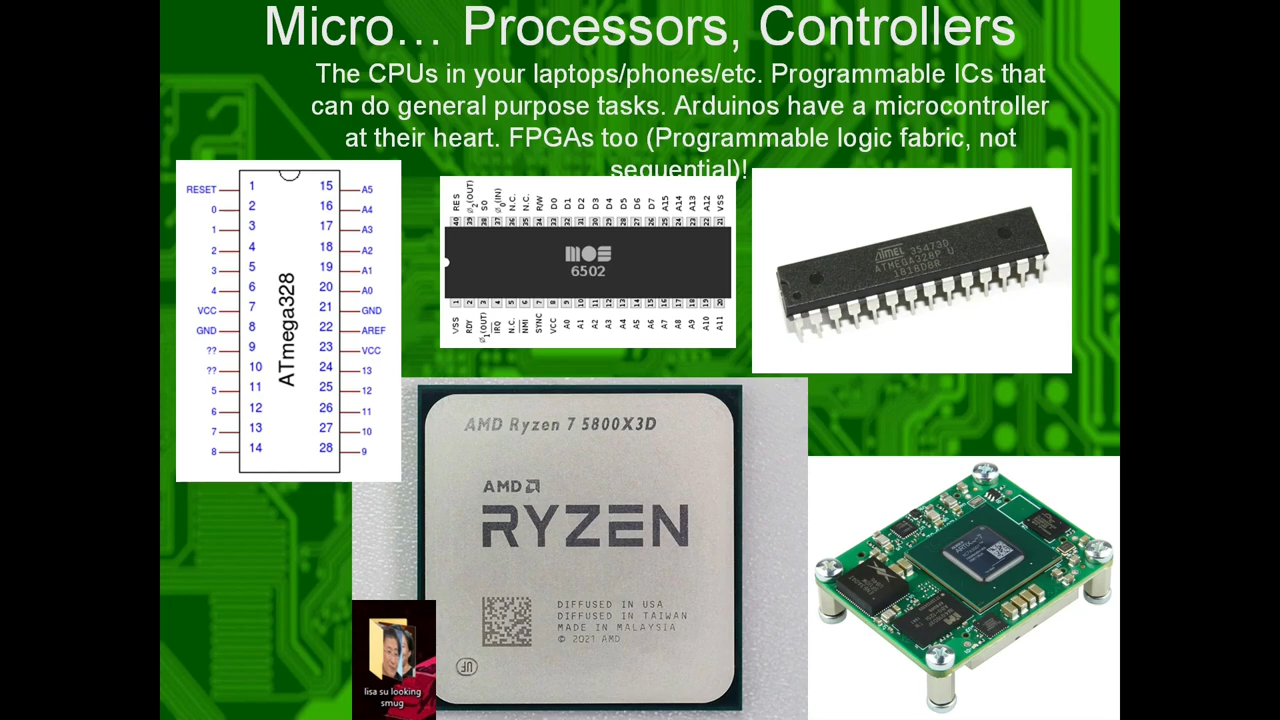 Micro… Processors, Controllers
The CPUs in your laptops/phones/etc. Programmable ICs that
can do general purpose tasks. Arduinos have a microcontroller
at their heart. FPGAs too (Programmable logic fabric, not
sequential)!
RESET 1 15 A5
0 2 16 A4
1 3 17 A3
2 4 18 A2
3 5 19 A1
4 6 20 A0
VCC 7 21 GND
GND 8 22 AREF
?? 9 23 VCC
?? 10 24 13
5 11 25 12
6 12 26 11
7 13 27 10
8 14 28 9
ATmega328
RES Ø2(OUT) SO Ø0(IN) N.C. N.C. R/W D0 D1 D2 D3 D4 D5 D6 D7 A15 A14 A13 A12 VSS
40 39 38 37 36 35 34 33 32 31 30 29 28 27 26 25 24 23 22 21
mos
6502
1 2 3 4 5 6 7 8 9 10 11 12 13 14 15 16 17 18 19 20
VSS RDY Ø1(OUT) IRQ N.C. NMI SYNC VCC A0 A1 A2 A3 A4 A5 A6 A7 A8 A9 A10 A11
ATMEL 35473D
ATMEGA328P U
1818D8R
AMD Ryzen 7 5800X3D
AMD
RYZEN
DIFFUSED IN USA
DIFFUSED IN TAIWAN
MADE IN MALAYSIA
© 2021 AMD
lisa su looking
smug